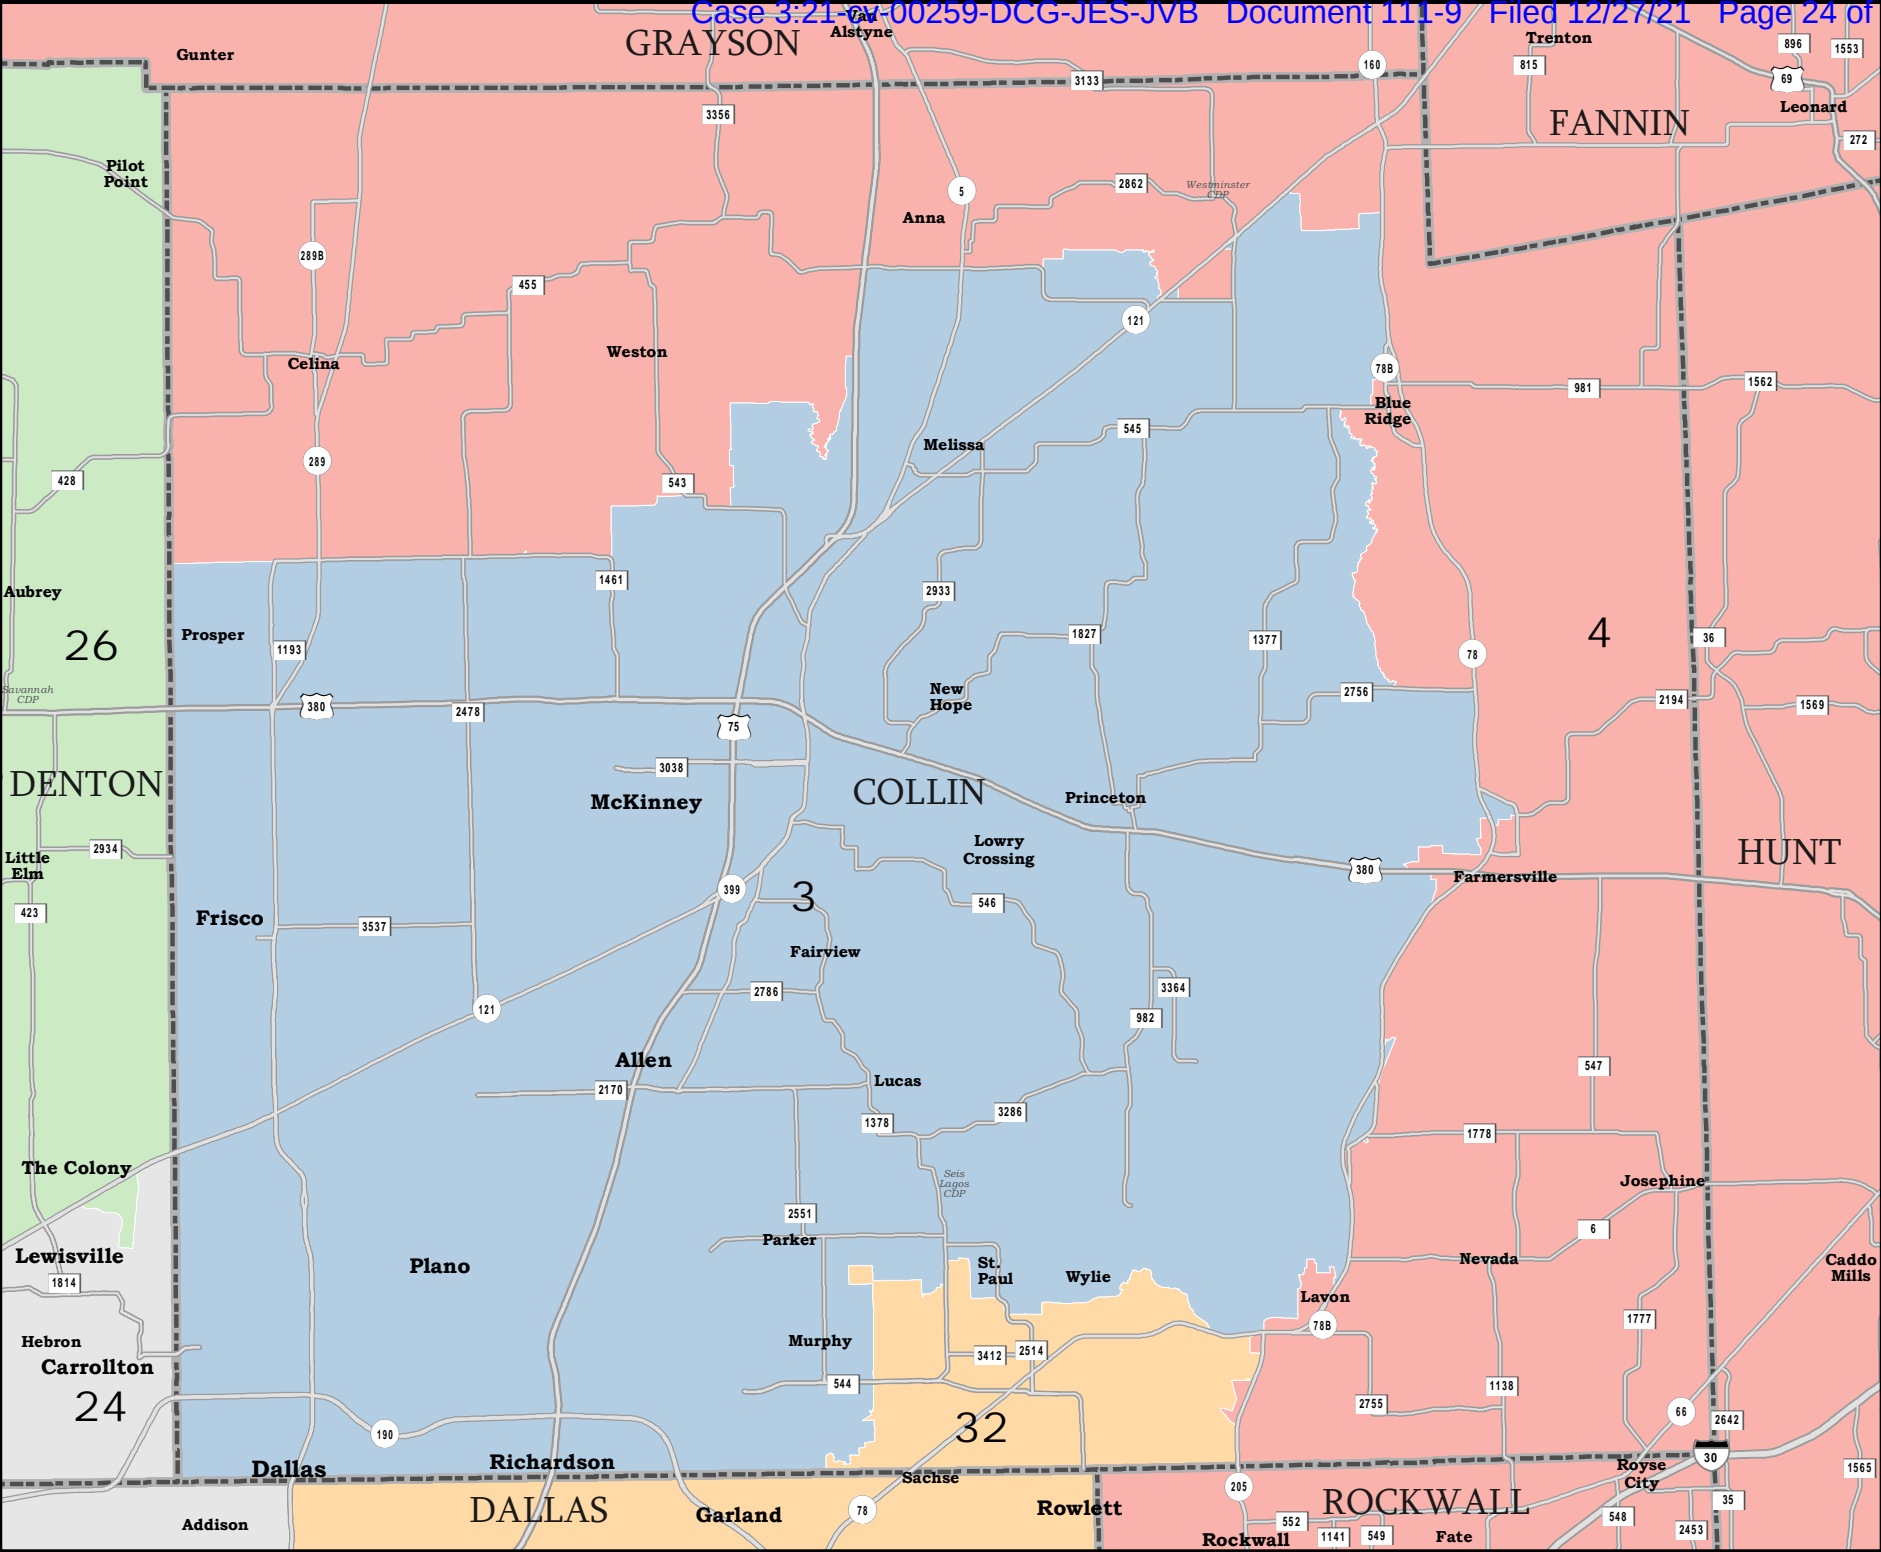 Case 3:21-cv-00259-DCG-JES-JVB Document 111-9 Filed 12/27/21 Page 24 of
Van
Alstyne
GRAYSON
Gunter
Trenton
896
1553
160
815
69
3133
Leonard
3356
FANNIN
272
Pilot
Point
5
2862
Westminster
CDP
Anna
289B
455
121
Celina
Weston
78B
981
1562
Blue
Ridge
545
Melissa
289
428
543
1461
2933
Aubrey
26
Prosper
1193
1827
1377
4
36
78
Savannah
CDP
New
Hope
2756
2194
1569
380
2478
75
3038
DENTON
McKinney
COLLIN
Princeton
2934
Little
Elm
Lowry
Crossing
HUNT
380
Farmersville
399
3
546
423
Frisco
3537
Fairview
2786
3364
121
982
Allen
547
2170
Lucas
3286
1378
1778
The Colony
Seis
Lagos
CDP
Josephine
2551
6
Parker
Lewisville
Plano
St.
Paul
Wylie
Nevada
Caddo
Mills
1814
Lavon
78B
1777
Hebron
Murphy
3412
2514
Carrollton
544
1138
24
2755
66
2642
190
32
30
Dallas
Richardson
Sachse
Royse
City
1565
205
35
DALLAS
Garland
78
Rowlett
ROCKWALL
552
548
Addison
Rockwall
1141
549
Fate
2453